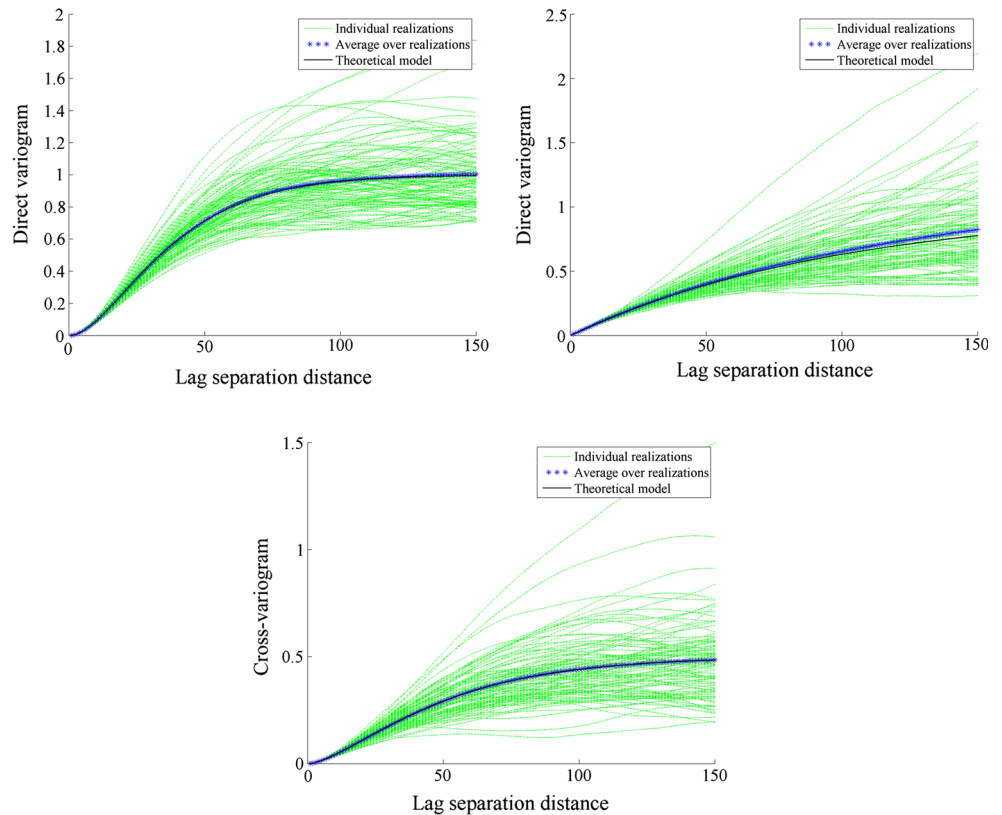 2
1.8
1.6
1.4
1.2
1
0.8
0.6
0.4
0.2
0
Direct variogram
Individual realizations
Average over realizations
Theoretical model
0 50 100 150
Lag separation distance
2.5
2
1.5
1
0.5
0
Direct variogram
Individual realizations
Average over realizations
Theoretical model
0 50 100 150
Lag separation distance
1.5
1
0.5
0
Cross-variogram
Individual realizations
Average over realizations
Theoretical model
0 50 100 150
Lag separation distance